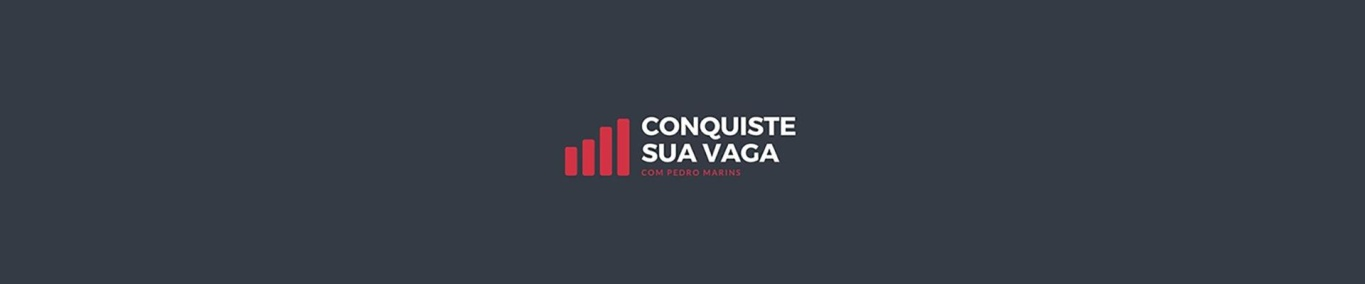 CONQUISTE
SUA VAGA
COM PEDRO MARINS